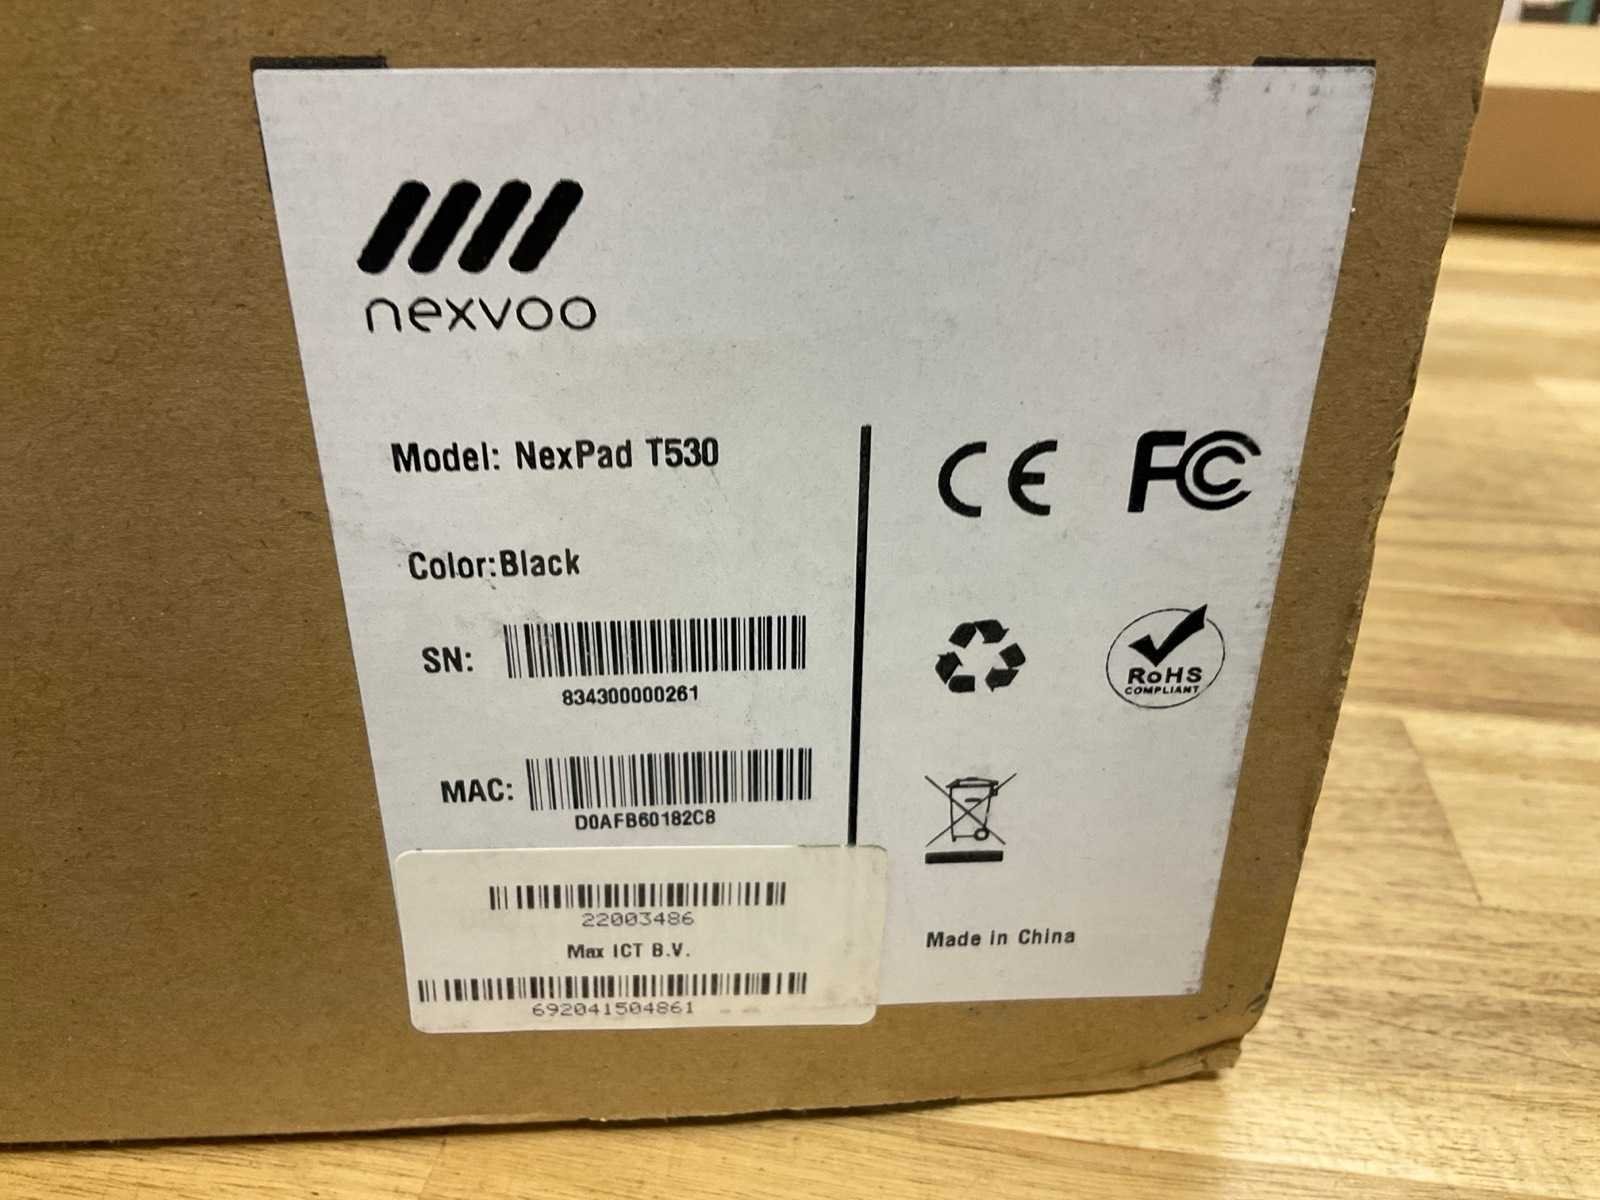 nexvoo
Model: NexPad T530
Color:Black
SN:
834300000261
MAC:
D0AFB60182C8
22003486
Max ICT B.V.
692041504861
CE FC
RoHS
COMPLIANT
Made in China